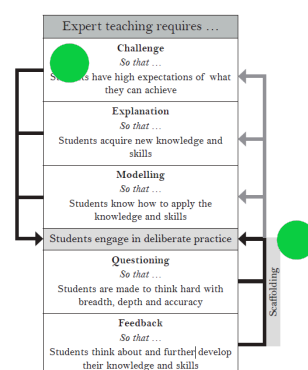 Expert teaching requires …
Challenge
So that …
have high expectations of what
they can achieve
Explanation
So that …
Students acquire new knowledge and
skills
Modelling
So that …
Students know how to apply the
knowledge and skills
Students engage in deliberate practice
Questioning
So that …
Students are made to think hard with
breadth, depth and accuracy
Feedback
So that …
Students think about and further develop
their knowledge and skills
Scaffolding